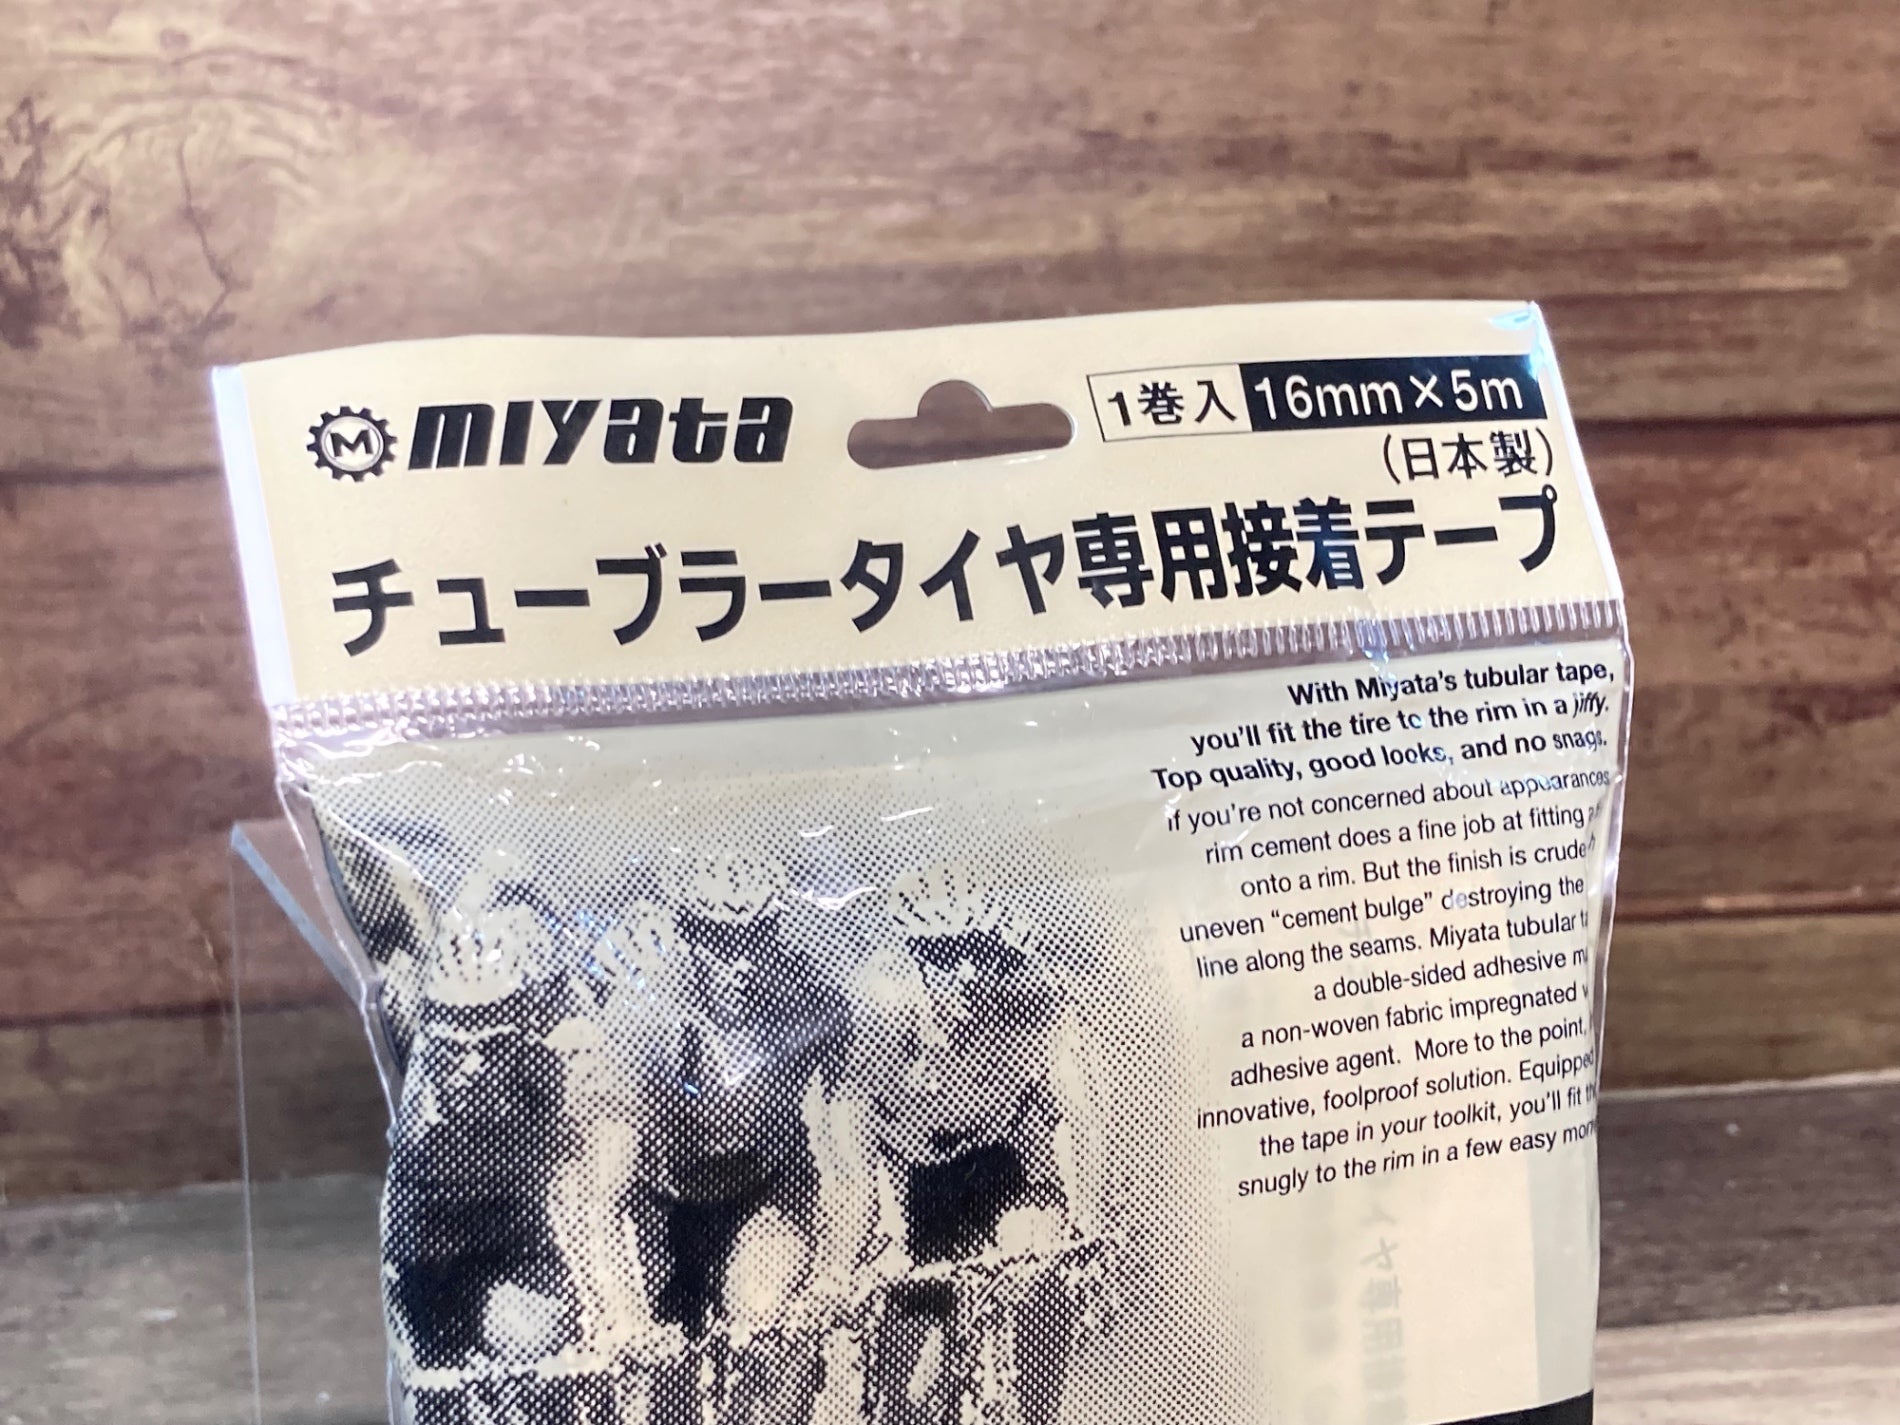 M miyata
1巻入 16mm×5m
(日本製)
チューブラータイヤ専用接着テープ
With Miyata's tubular tape,
you'll fit the tire to the rim in a jiffy.
Top quality, good looks, and no snags.
if you're not concerned about appearances
rim cement does a fine job at fitting
onto a rim. But the finish is crude
uneven "cement bulge" destroying the
line along the seams. Miyata tubular
a double-sided adhesive
a non-woven fabric impregnated
adhesive agent. More to the point,
innovative, foolproof solution. Equipped
the tape in your toolkit, you'll fit
snugly to the rim in a few easy